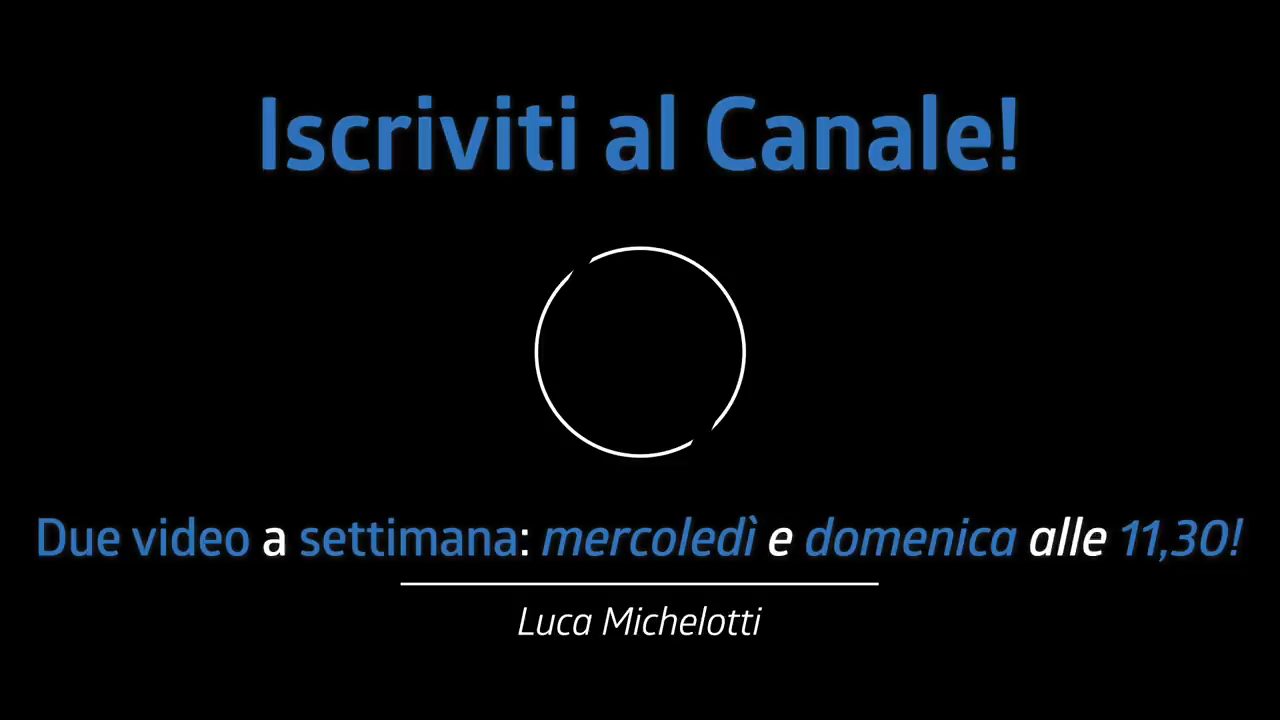 Iscriviti al Canale!
Due video a settimana: mercoledì e domenica alle 11,30!
Luca Michelotti